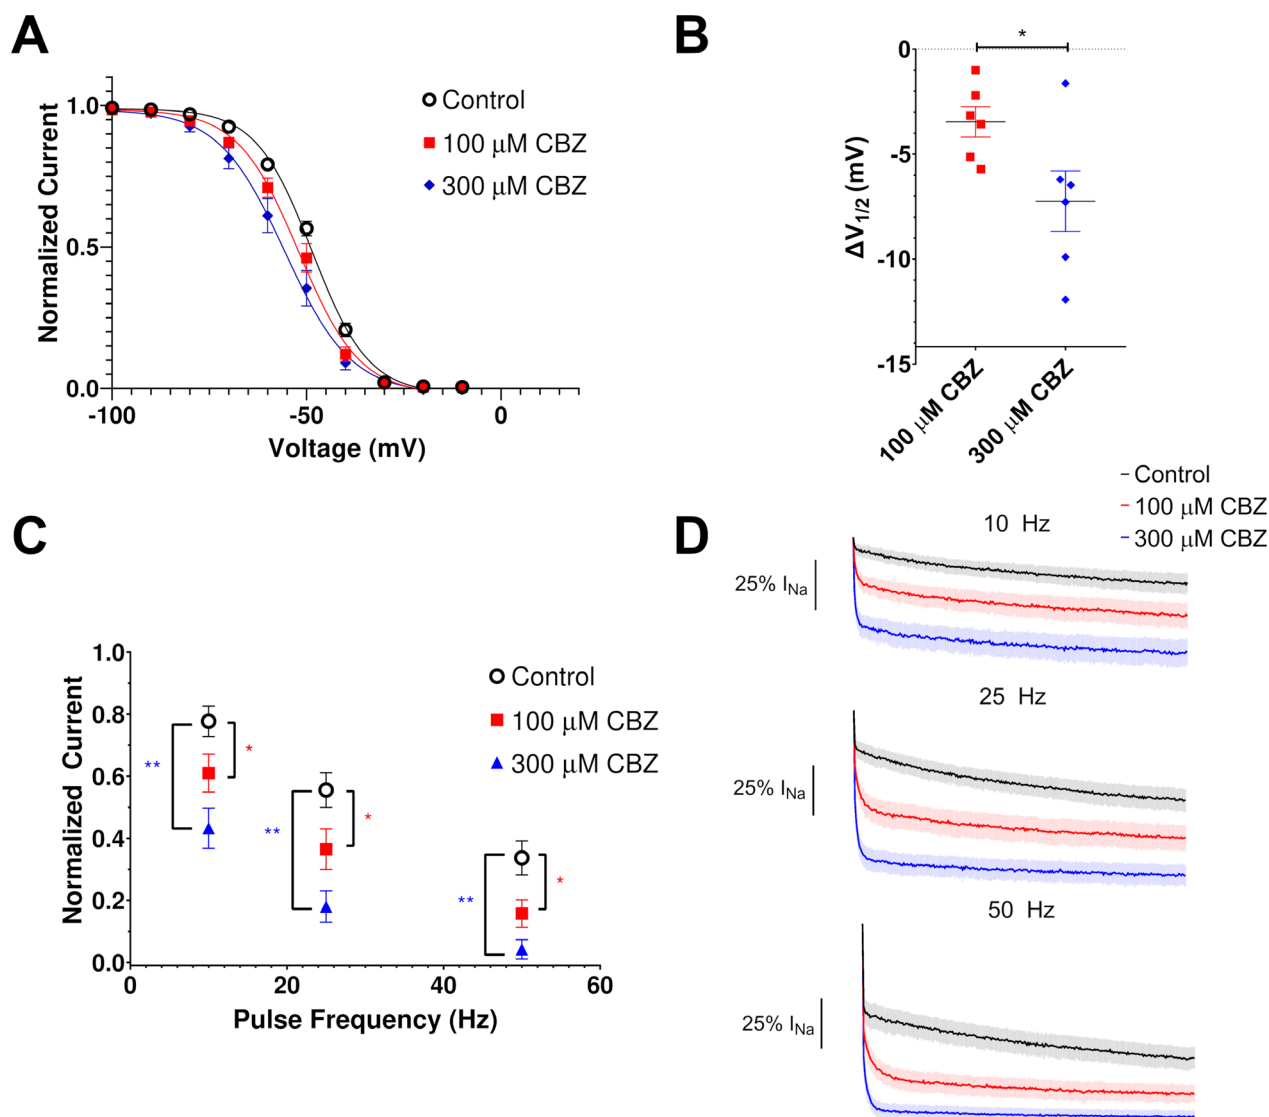 A
Control
100 μM CBZ
300 μM CBZ
1.0
0.5
0.0
-100
-50
0
Normalized Current
Voltage (mV)
B
*
0
-5
-10
-15
ΔV1/2 (mV)
100 μM CBZ
300 μM CBZ
C
Control
100 μM CBZ
300 μM CBZ
1.0
0.8
0.6
0.4
0.2
0.0
**
*
**
*
**
*
0
20
40
60
Normalized Current
Pulse Frequency (Hz)
D
Control
100 μM CBZ
300 μM CBZ
10 Hz
25% INa
25 Hz
25% INa
50 Hz
25% INa